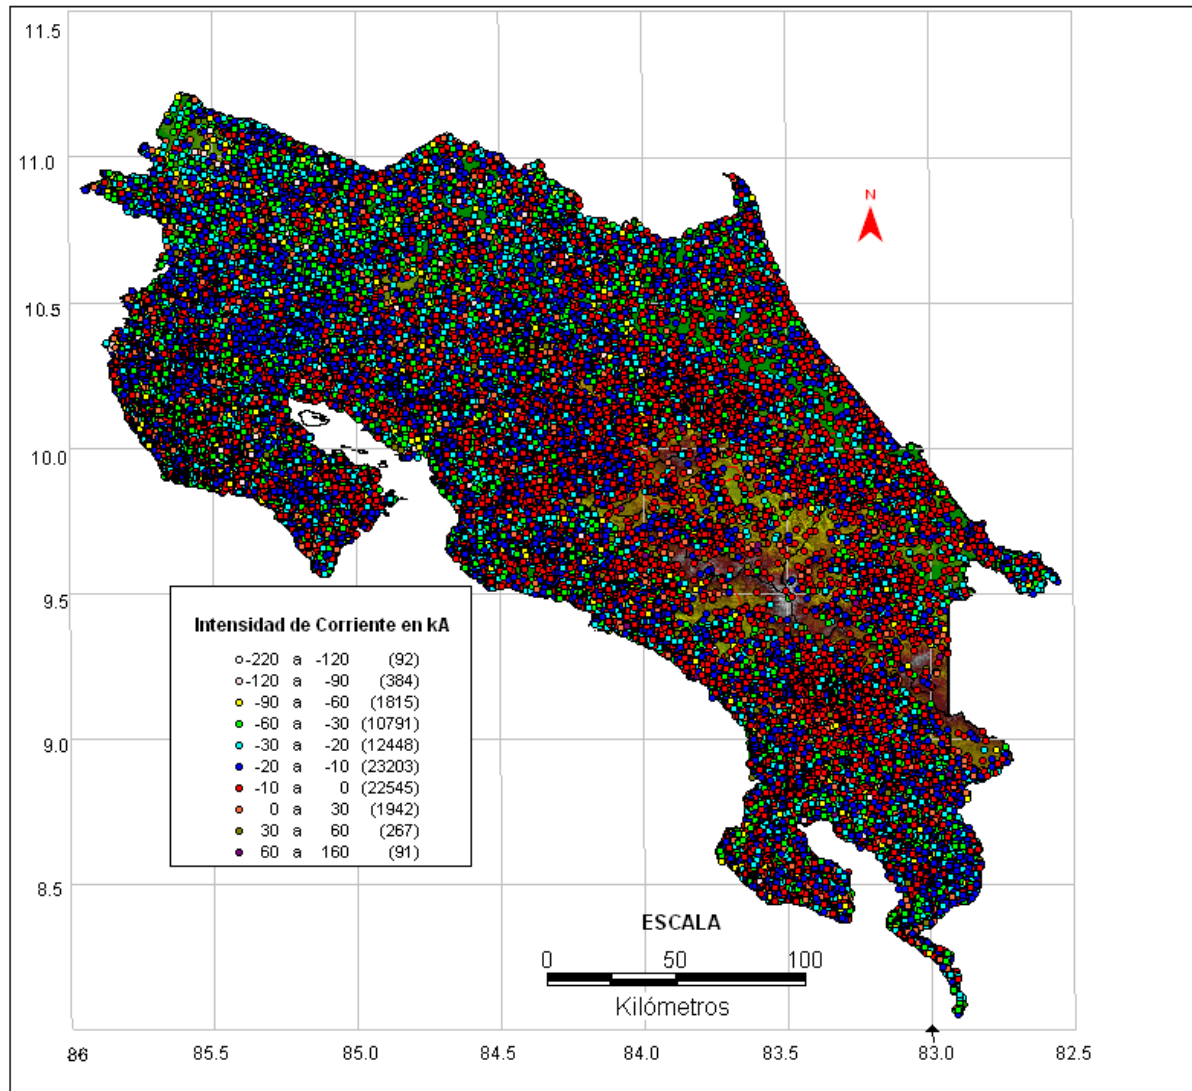 11.5
11.0
N
10.5
10.0
9.5
Intensidad de Corriente en kA
-220 a -120 (92)
-120 a -90 (384)
-90 a -60 (1815)
-60 a -30 (10791)
-30 a -20 (12448)
-20 a -10 (23203)
-10 a 0 (22545)
0 a 30 (1942)
30 a 60 (267)
60 a 160 (91)
9.0
8.5
ESCALA
0 50 100
Kilómetros
86 85.5 85.0 84.5 84.0 83.5 83.0 82.5